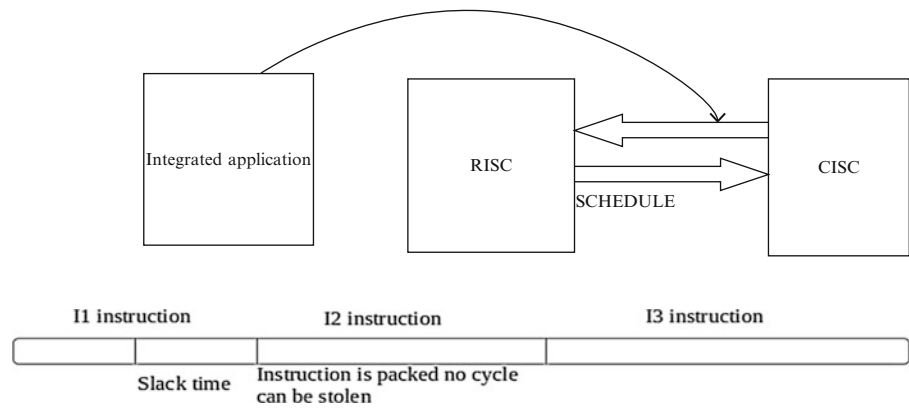 Integrated application
RISC
CISC
SCHEDULE
I1 instruction
I2 instruction
I3 instruction
Slack time
Instruction is packed no cycle
can be stolen